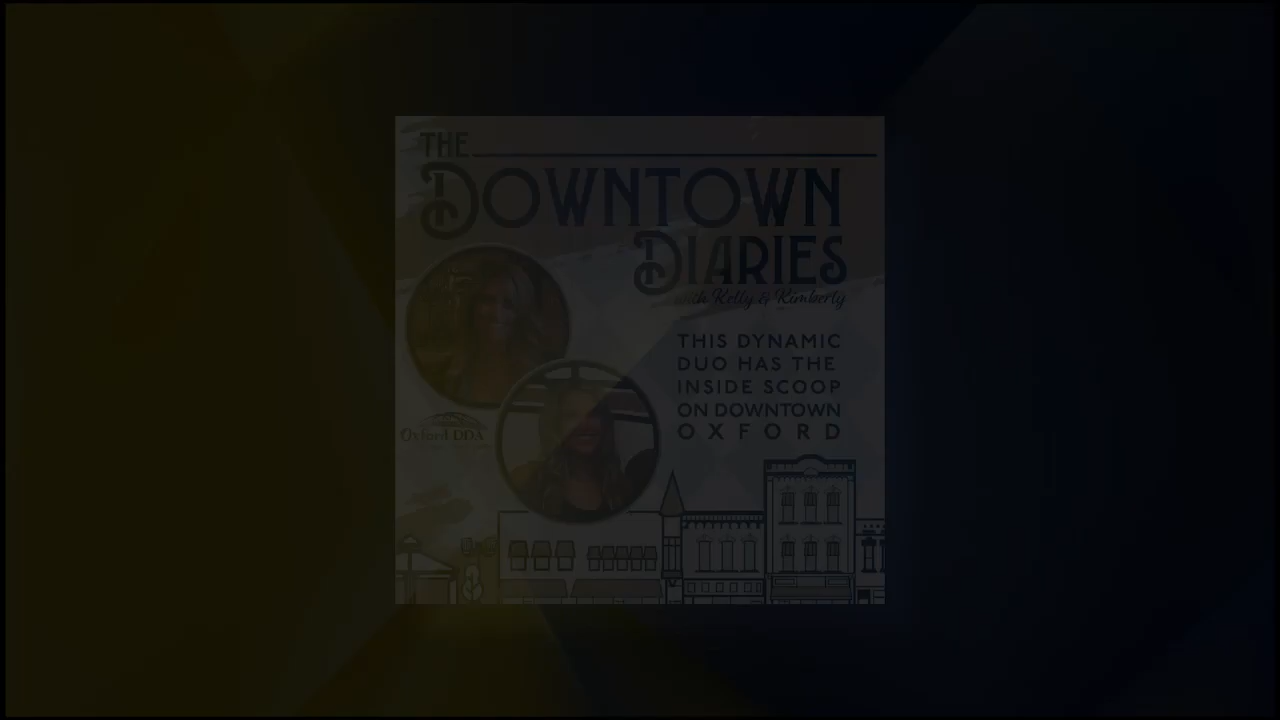 THE
DOWNTOWN
DIARIES
with Kelly & Kimberly
THIS DYNAMIC
DUO HAS THE
INSIDE SCOOP
ON DOWNTOWN
OXFORD
Oxford DDA